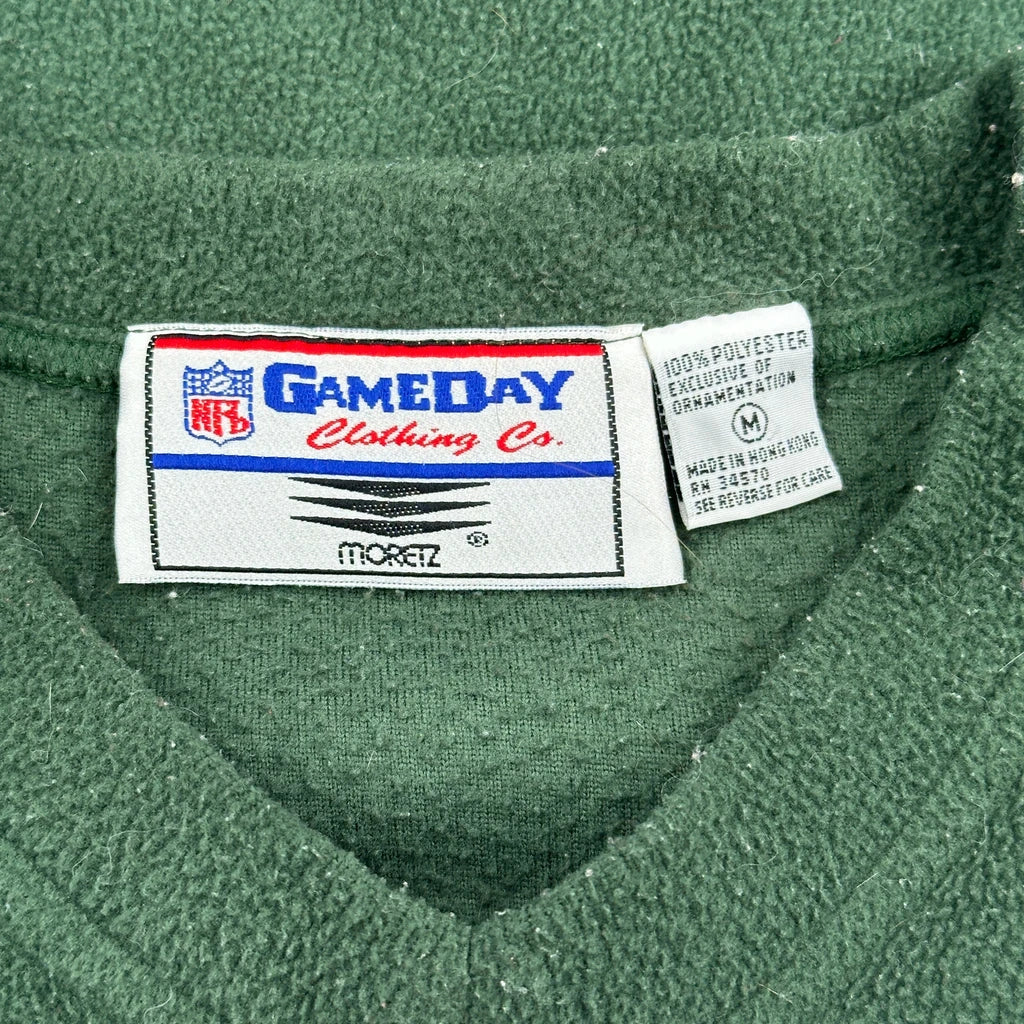 NFL
GAMEDAY
Clothing Co.
MORETZ ®
100% POLYESTER
EXCLUSIVE OF
ORNAMENTATION
M
MADE IN HONG KONG
RN 34570
SEE REVERSE FOR CARE